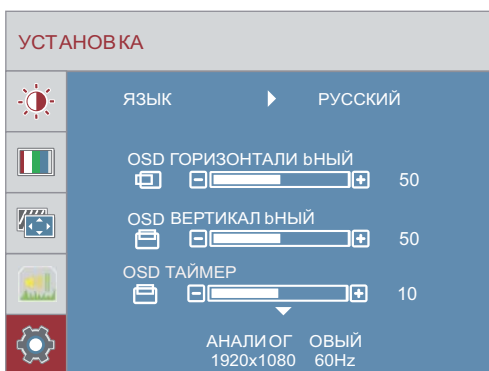 УСТАНОВКА
ЯЗЫК РУССКИЙ
OSD ГОРИЗОНТАЛИ ЬНЫЙ
50
OSD ВЕРТИКАЛ ЬНЫЙ
50
OSD ТАЙМЕР
10
АНАЛИ ОГ ОВЫЙ
1920x1080 60Hz